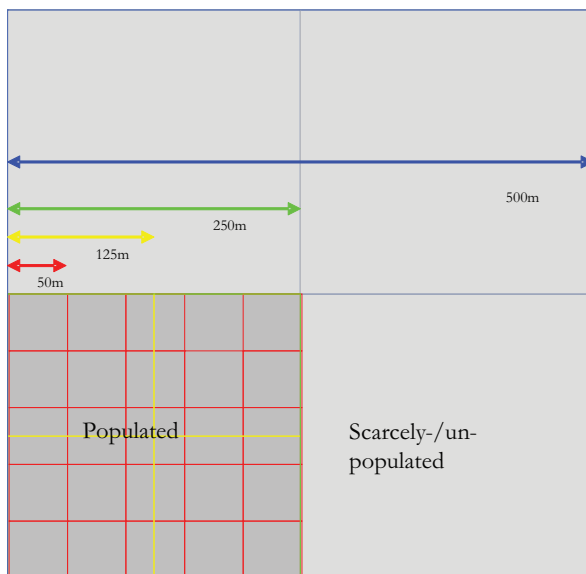 500m
250m
125m
50m
Populated
Scarcely-/un-
populated